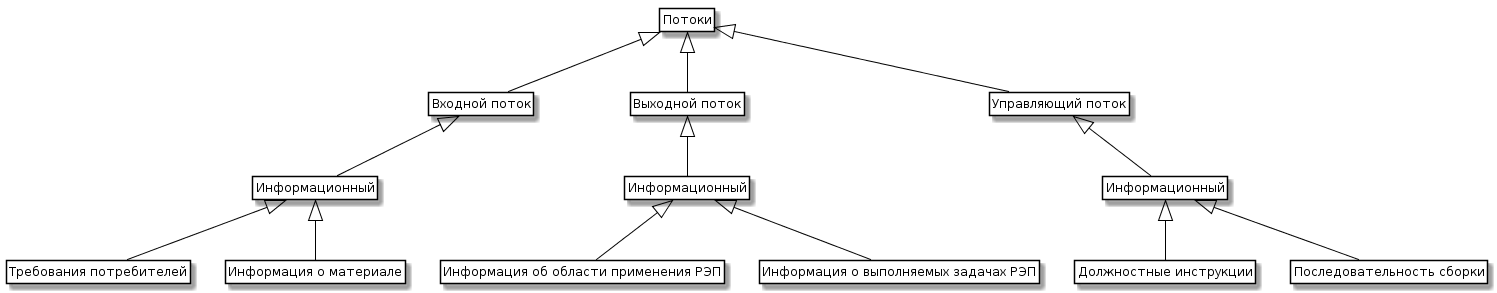 Потоки
Входной поток
Выходной поток
Управляющий поток
Информационный
Информационный
Информационный
Требования потребителей
Информация о материале
Информация об области применения РЭП
Информация о выполняемых задачах РЭП
Должностные инструкции
Последовательность сборки